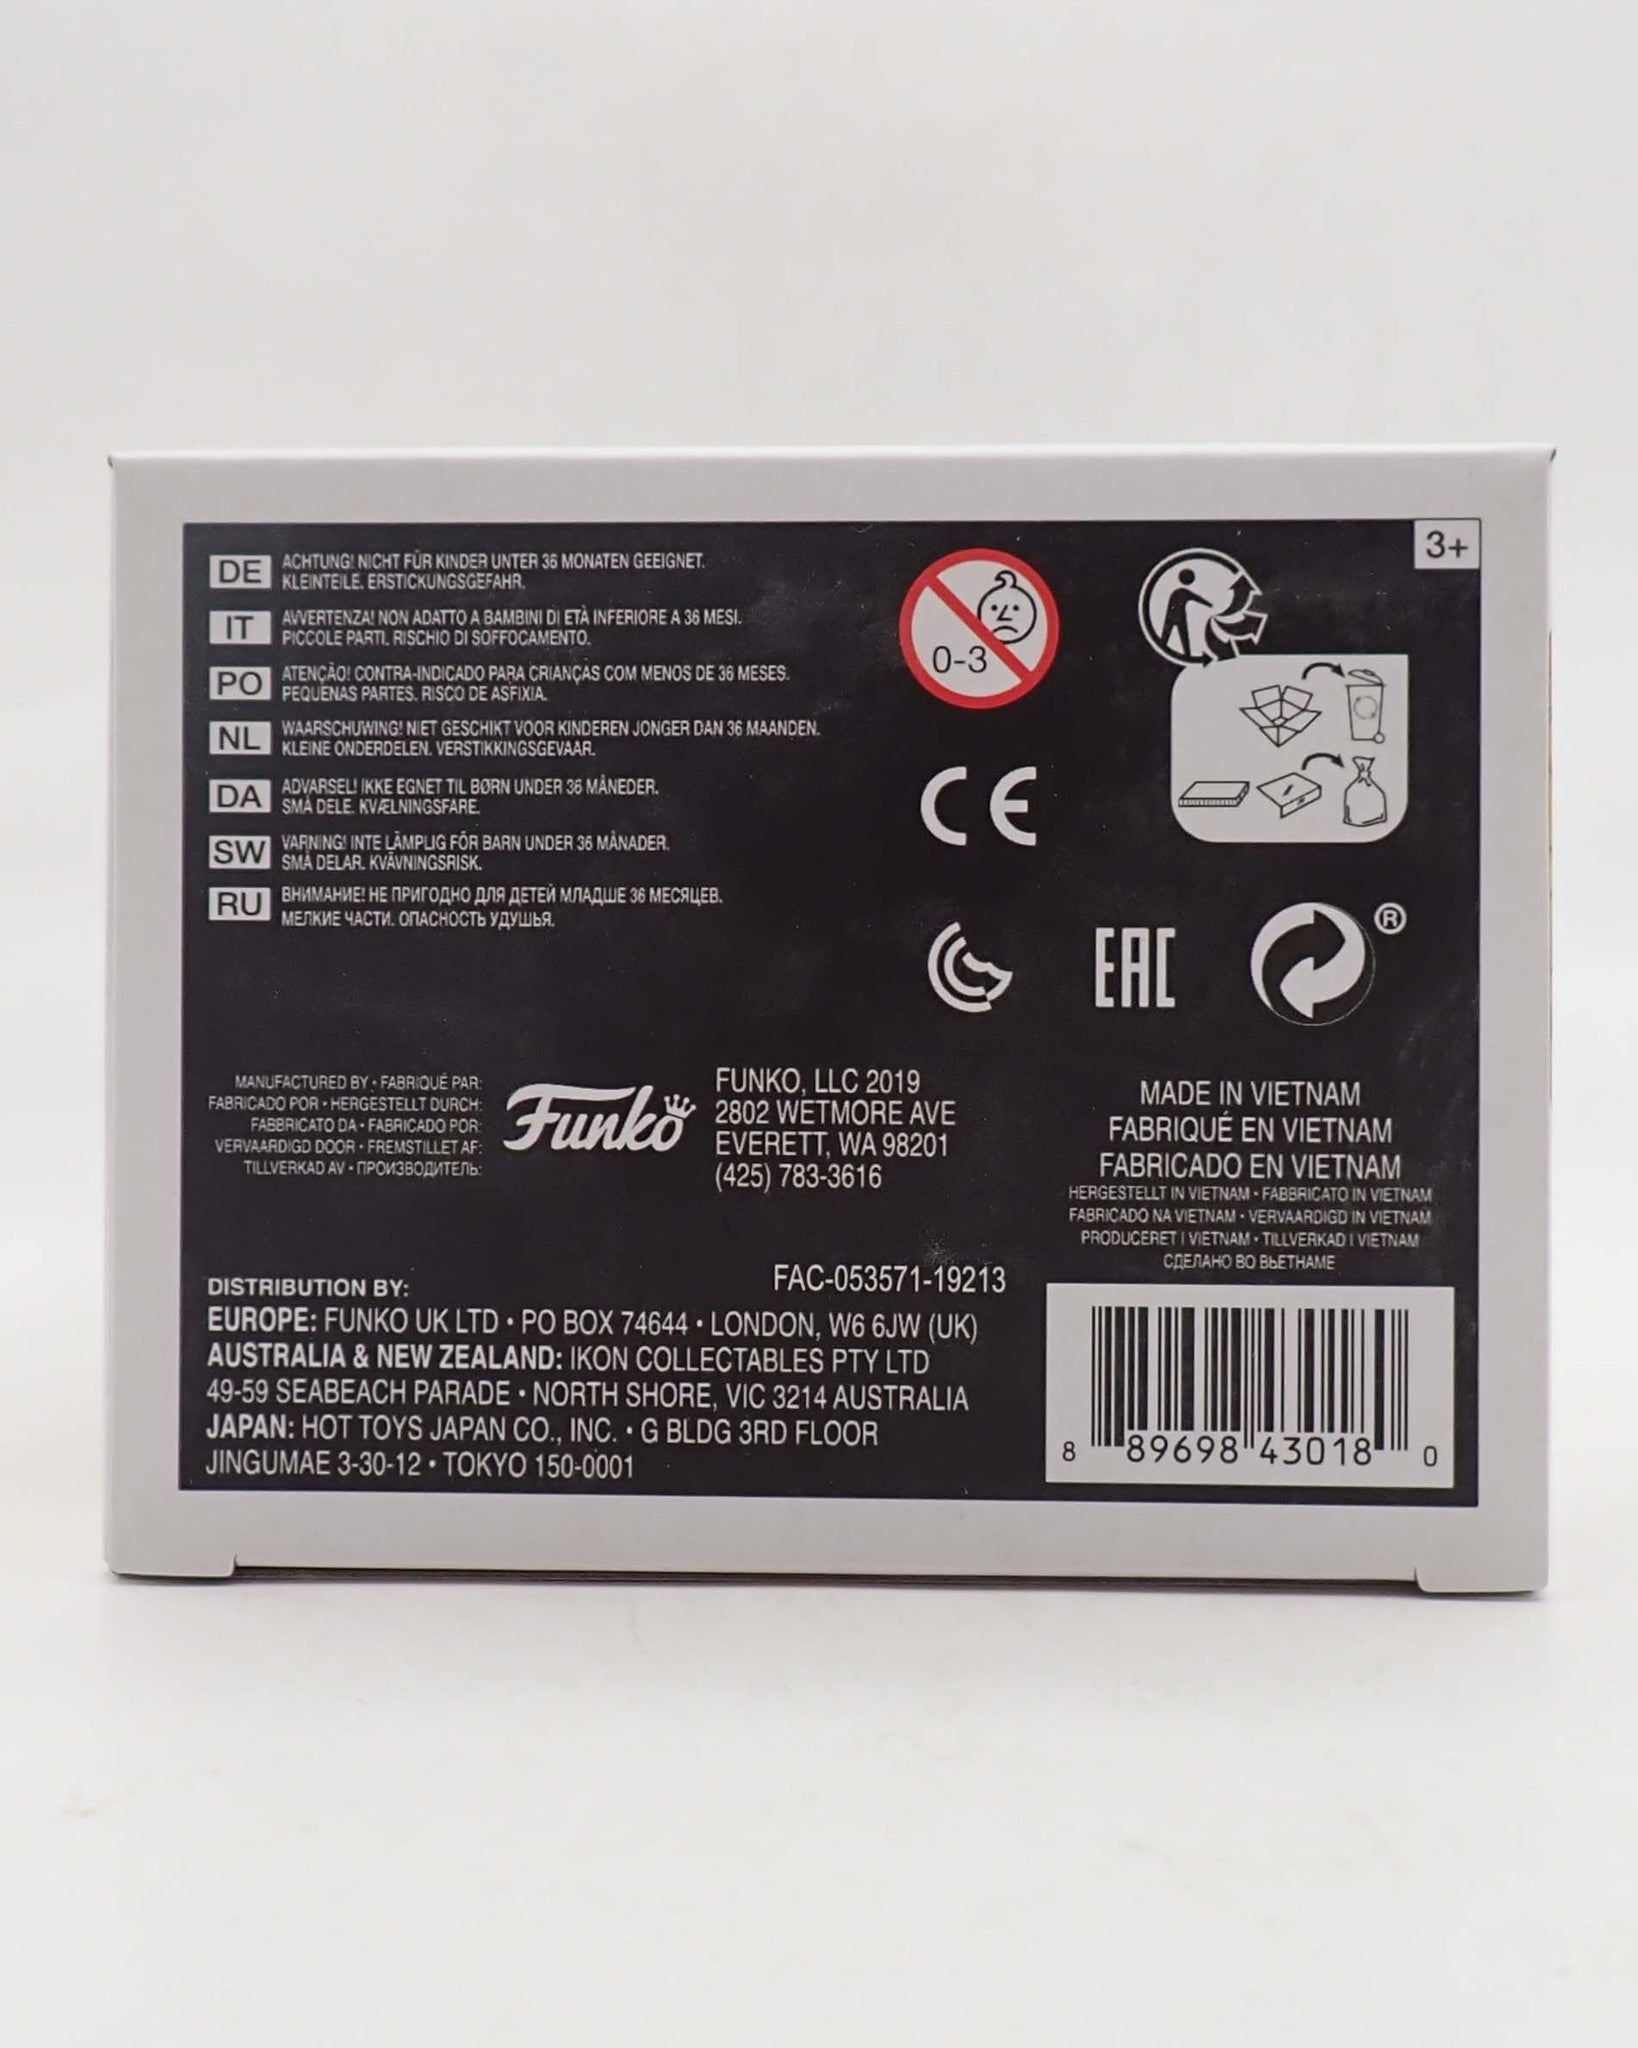 3+
DE ACHTUNG! NICHT FÜR KINDER UNTER 36 MONATEN GEEIGNET.
KLEINTEILE. ERSTICKUNGSGEFAHR.
IT AVVERTENZA! NON ADATTO A BAMBINI DI ETÀ INFERIORE A 36 MESI.
PICCOLE PARTI. RISCHIO DI SOFFOCAMENTO.
PO ATENÇÃO! CONTRA-INDICADO PARA CRIANÇAS COM MENOS DE 36 MESES.
PEQUENAS PARTES. RISCO DE ASFIXIA.
NL WAARSCHUWING! NIET GESCHIKT VOOR KINDEREN JONGER DAN 36 MAANDEN.
KLEINE ONDERDELEN. VERSTIKKINGSGEVAAR.
DA ADVARSEL! IKKE EGNET TIL BØRN UNDER 36 MÅNEDER.
SMÅ DELE. KVÆLNINGSFARE.
SW VARNING! INTE LÄMPLIG FÖR BARN UNDER 36 MÅNADER.
SMÅ DELAR. KVÄVNINGSRISK.
RU ВНИМАНИЕ! НЕ ПРИГОДНО ДЛЯ ДЕТЕЙ МЛАДШЕ 36 МЕСЯЦЕВ.
МЕЛКИЕ ЧАСТИ. ОПАСНОСТЬ УДУШЬЯ.
0-3
CE
EAC
®
MANUFACTURED BY • FABRIQUÉ PAR:
FABRICADO POR • HERGESTELLT DURCH:
FABBRICATO DA • FABRICADO POR:
VERVAARDIGD DOOR • FREMSTILLET AF:
TILLVERKAD AV • ПРОИЗВОДИТЕЛЬ:
Funko
FUNKO, LLC 2019
2802 WETMORE AVE
EVERETT, WA 98201
(425) 783-3616
MADE IN VIETNAM
FABRIQUÉ EN VIETNAM
FABRICADO EN VIETNAM
HERGESTELLT IN VIETNAM • FABBRICATO IN VIETNAM
FABRICADO NA VIETNAM • VERVAARDIGD IN VIETNAM
PRODUCERET I VIETNAM • TILLVERKAD I VIETNAM
СДЕЛАНО ВО ВЬЕТНАМЕ
FAC-053571-19213
DISTRIBUTION BY:
EUROPE: FUNKO UK LTD • PO BOX 74644 • LONDON, W6 6JW (UK)
AUSTRALIA & NEW ZEALAND: IKON COLLECTABLES PTY LTD
49-59 SEABEACH PARADE • NORTH SHORE, VIC 3214 AUSTRALIA
JAPAN: HOT TOYS JAPAN CO., INC. • G BLDG 3RD FLOOR
JINGUMAE 3-30-12 • TOKYO 150-0001
8 89698 43018 0